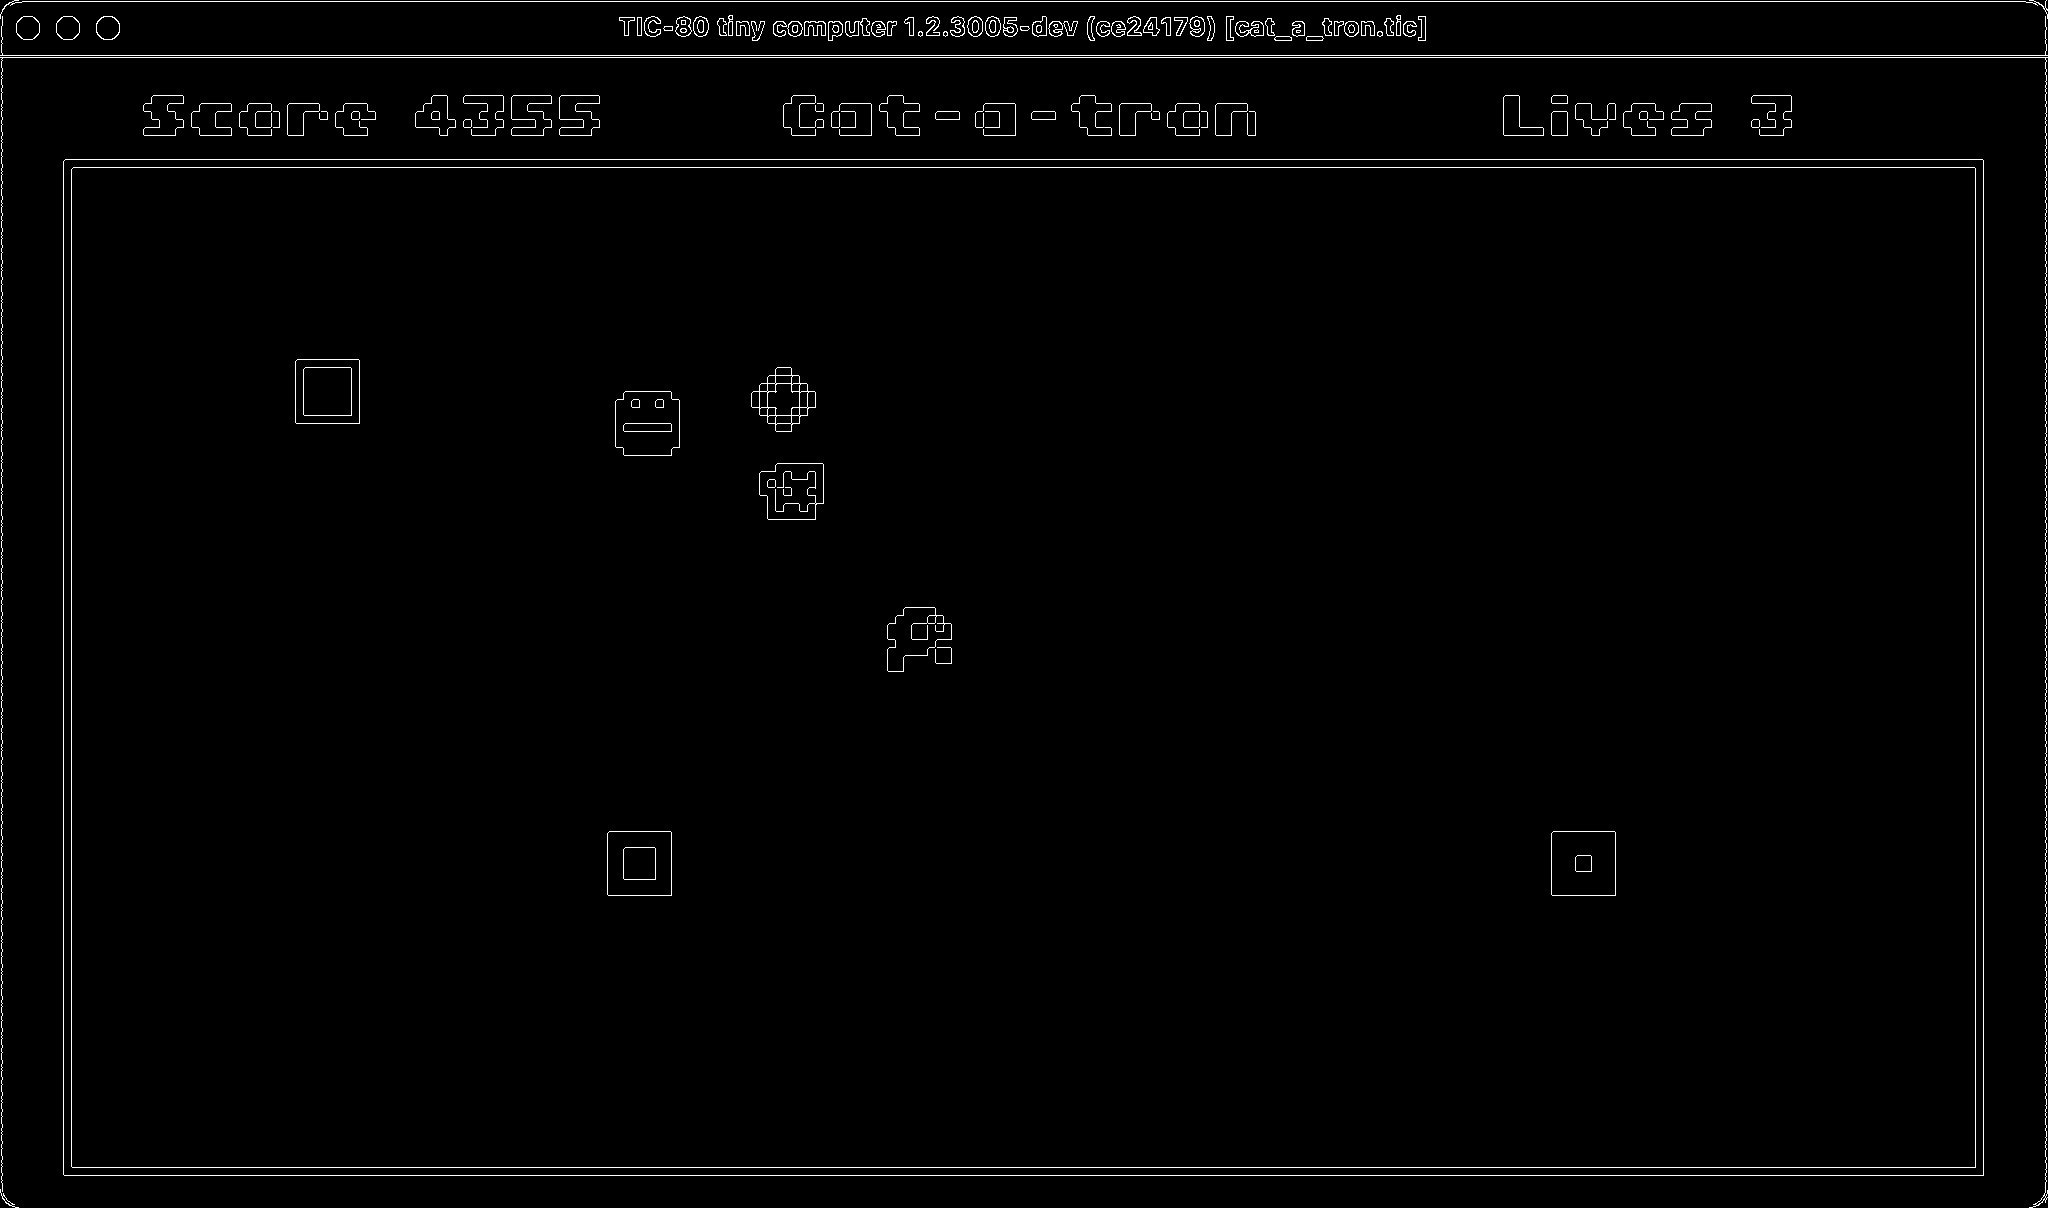 TIC-80 tiny computer 1.2.3005-dev (ce24179) [cat_a_tron.tic]
Score 4355 Cat-a-tron Lives 3